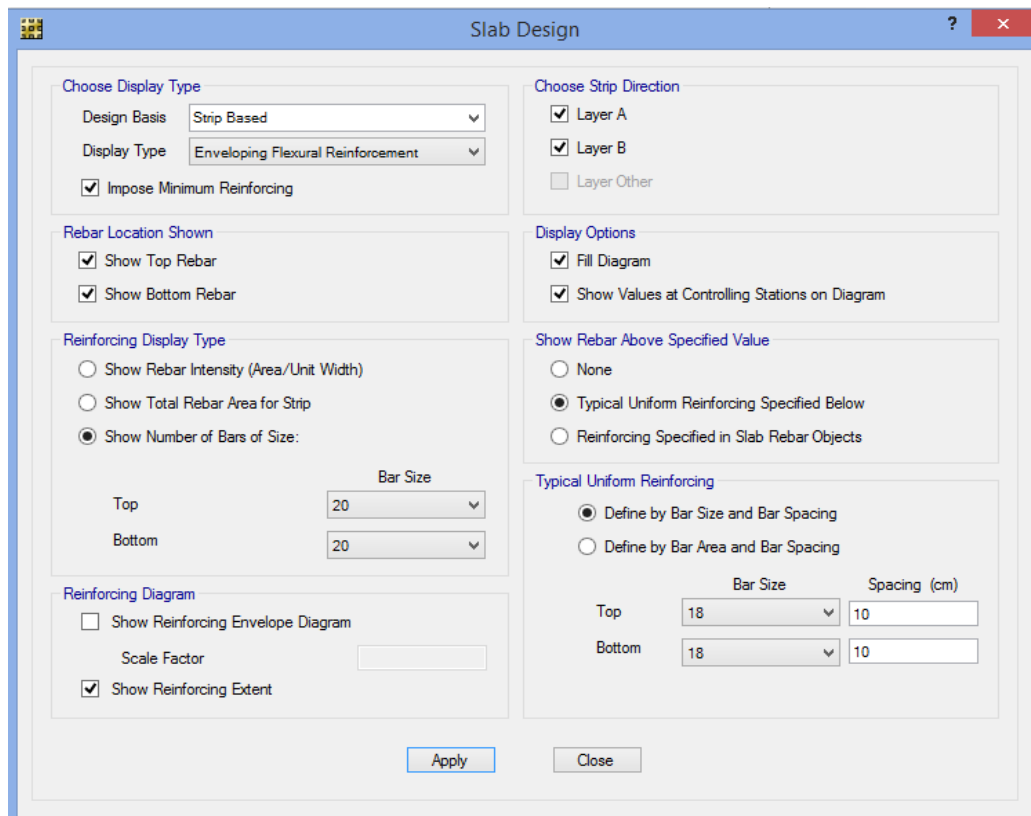 Slab Design
?
Choose Display Type
Design Basis Strip Based
Display Type Enveloping Flexural Reinforcement
Impose Minimum Reinforcing
Rebar Location Shown
Show Top Rebar
Show Bottom Rebar
Reinforcing Display Type
Show Rebar Intensity (Area/Unit Width)
Show Total Rebar Area for Strip
Show Number of Bars of Size:
Bar Size
Top 20
Bottom 20
Reinforcing Diagram
Show Reinforcing Envelope Diagram
Scale Factor
Show Reinforcing Extent
Choose Strip Direction
Layer A
Layer B
Layer Other
Display Options
Fill Diagram
Show Values at Controlling Stations on Diagram
Show Rebar Above Specified Value
None
Typical Uniform Reinforcing Specified Below
Reinforcing Specified in Slab Rebar Objects
Typical Uniform Reinforcing
Define by Bar Size and Bar Spacing
Define by Bar Area and Bar Spacing
Bar Size Spacing (cm)
Top 18 10
Bottom 18 10
Apply Close